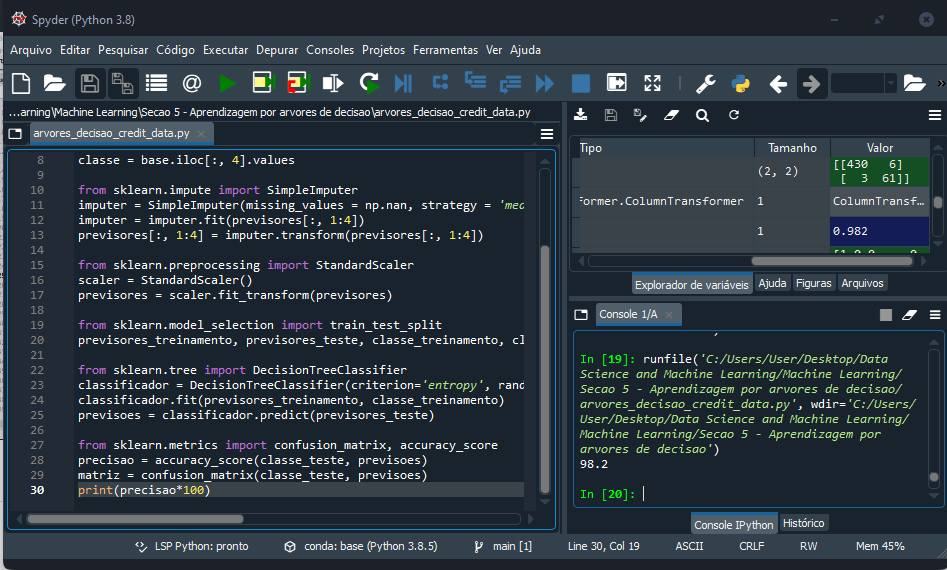 Spyder (Python 3.8)
Arquivo Editar Pesquisar Código Executar Depurar Consoles Projetos Ferramentas Ver Ajuda
...arning\Machine Learning\Secao 5 - Aprendizagem por arvores de decisao\arvores_decisao_credit_data.py
arvores_decisao_credit_data.py
8 classe = base.iloc[:, 4].values
9
10 from sklearn.impute import SimpleImputer
11 imputer = SimpleImputer(missing_values = np.nan, strategy = 'mec
12 imputer = imputer.fit(previsores[:, 1:4])
13 previsores[:, 1:4] = imputer.transform(previsores[:, 1:4])
14
15 from sklearn.preprocessing import StandardScaler
16 scaler = StandardScaler()
17 previsores = scaler.fit_transform(previsores)
18
19 from sklearn.model_selection import train_test_split
20 previsores_treinamento, previsores_teste, classe_treinamento, cl
21
22 from sklearn.tree import DecisionTreeClassifier
23 classificador = DecisionTreeClassifier(criterion='entropy', rand
24 classificador.fit(previsores_treinamento, classe_treinamento)
25 previsoes = classificador.predict(previsores_teste)
26
27 from sklearn.metrics import confusion_matrix, accuracy_score
28 precisao = accuracy_score(classe_teste, previsoes)
29 matriz = confusion_matrix(classe_teste, previsoes)
30 print(precisao*100)
Tipo Tamanho Valor
(2, 2) [[430 6]
[ 3 61]]
Former.ColumnTransformer 1 ColumnTransf...
1 0.982
Explorador de variáveis Ajuda Figuras Arquivos
Console 1/A
In [19]: runfile('C:/Users/User/Desktop/Data
Science and Machine Learning/Machine Learning/
Secao 5 - Aprendizagem por arvores de decisao/
arvores_decisao_credit_data.py', wdir='C:/Users/
User/Desktop/Data Science and Machine Learning/
Machine Learning/Secao 5 - Aprendizagem por
arvores de decisao')
98.2
In [20]:
Console IPython Histórico
LSP Python: pronto conda: base (Python 3.8.5) main [1] Line 30, Col 19 ASCII CRLF RW Mem 45%